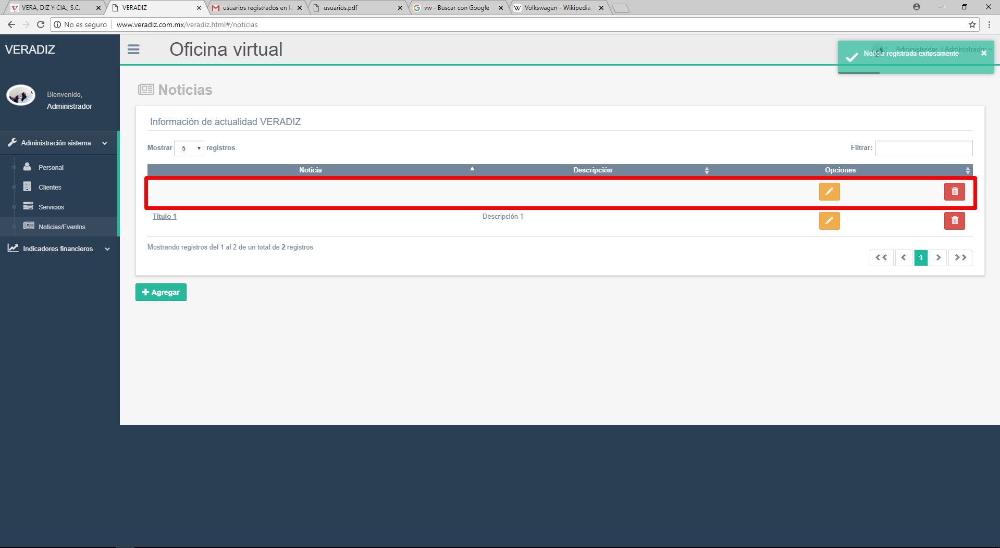 VERA, DIZ Y CIA., S.C.
VERADIZ
usuarios registrados en la
usuarios.pdf
vw - Buscar con Google
Volkswagen - Wikipedia,
No es seguro
www.veradiz.com.mx/veradiz.html#/noticias
VERADIZ
Oficina virtual
Administrador / Administrador
Noticia registrada exitosamente
Bienvenido,
Administrador
Administración sistema
Personal
Clientes
Servicios
Noticias/Eventos
Indicadores financieros
Noticias
Información de actualidad VERADIZ
Mostrar 5 registros
Filtrar:
Noticia Descripción Opciones
Titulo 1 Descripción 1
Mostrando registros del 1 al 2 de un total de 2 registros
1
Agregar